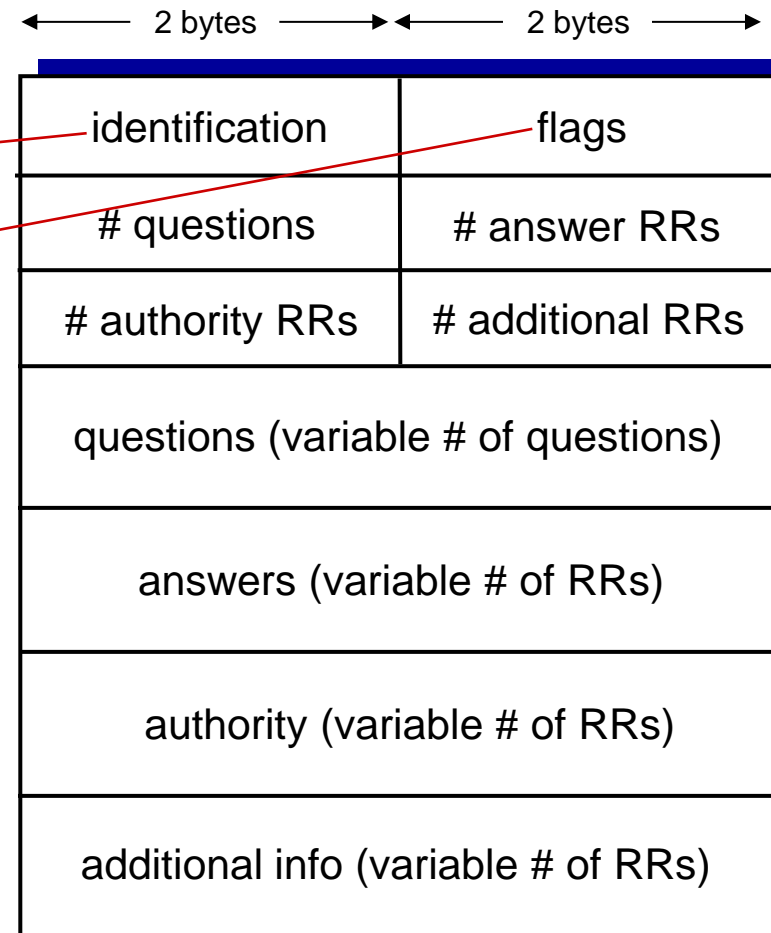 2 bytes 2 bytes
identification flags
# questions # answer RRs
# authority RRs # additional RRs
questions (variable # of questions)
answers (variable # of RRs)
authority (variable # of RRs)
additional info (variable # of RRs)